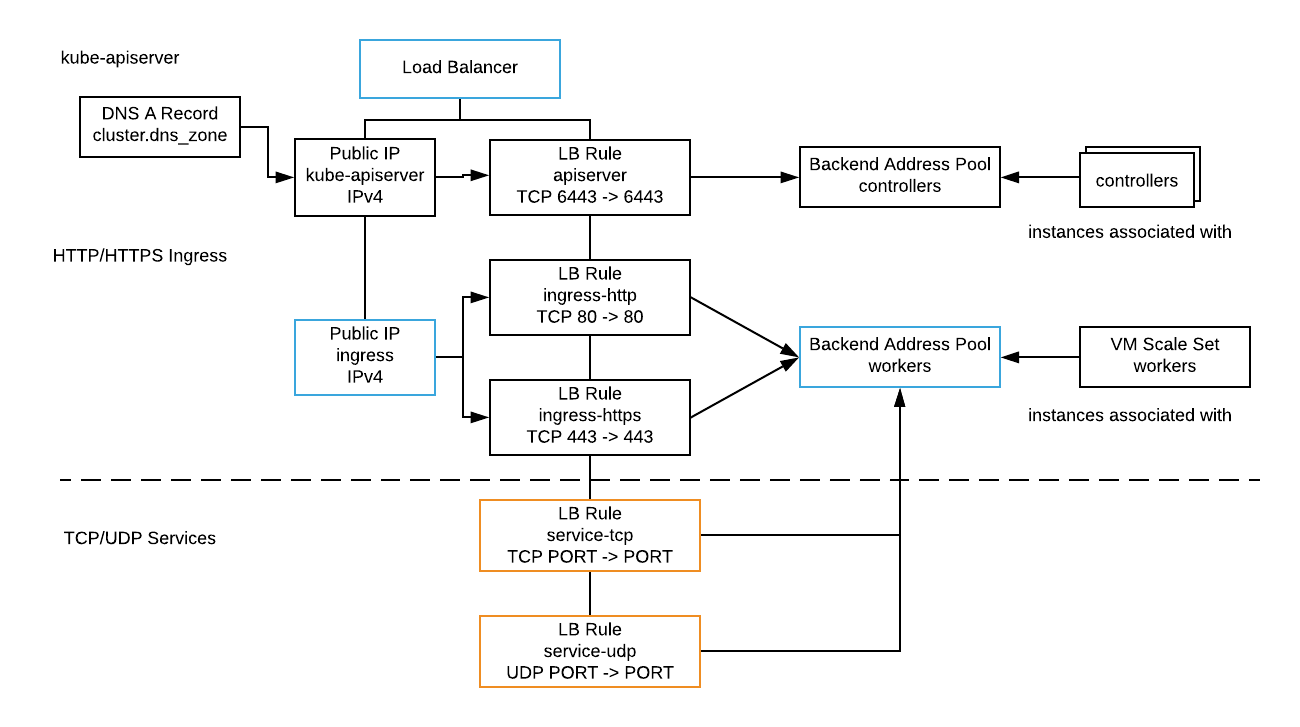 kube-apiserver
Load Balancer
DNS A Record
cluster.dns_zone
Public IP
kube-apiserver
IPv4
LB Rule
apiserver
TCP 6443 -> 6443
Backend Address Pool
controllers
controllers
instances associated with
HTTP/HTTPS Ingress
LB Rule
ingress-http
TCP 80 -> 80
Public IP
ingress
IPv4
Backend Address Pool
workers
VM Scale Set
workers
LB Rule
ingress-https
TCP 443 -> 443
instances associated with
TCP/UDP Services
LB Rule
service-tcp
TCP PORT -> PORT
LB Rule
service-udp
UDP PORT -> PORT